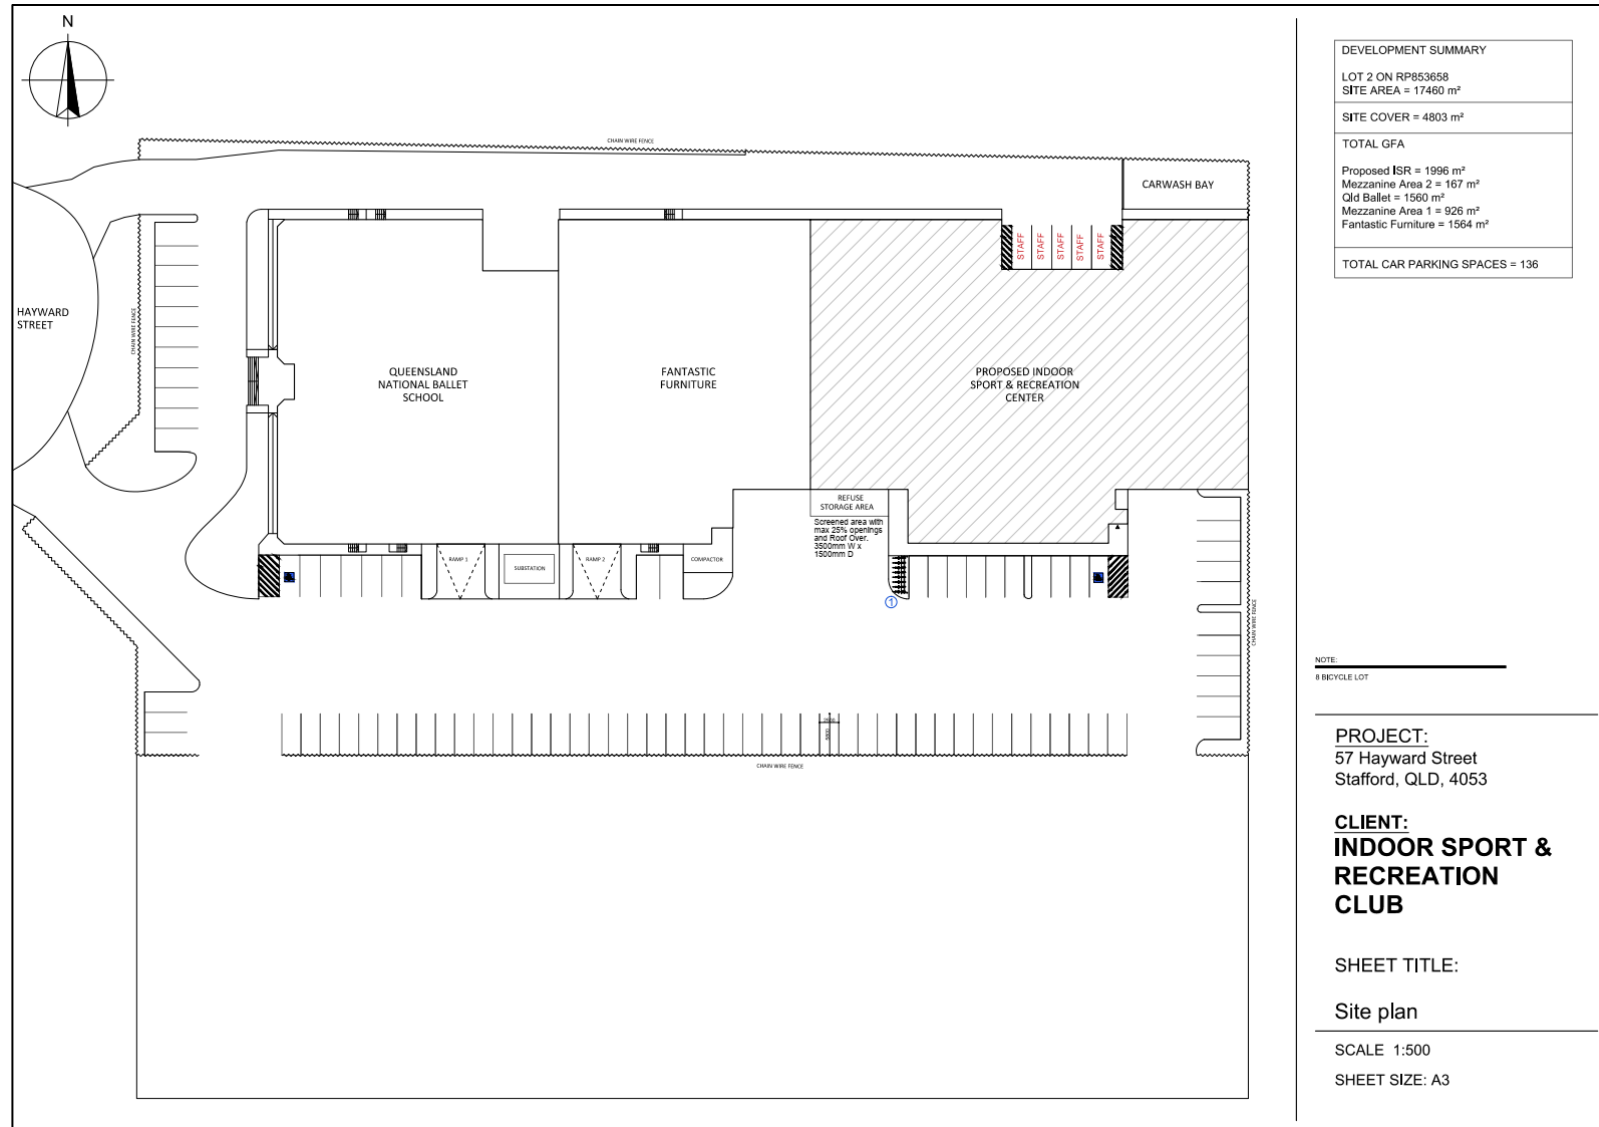 N
CHAIN WIRE FENCE
CARWASH BAY
STAFF
STAFF
STAFF
STAFF
STAFF
HAYWARD
STREET
CHAIN WIRE FENCE
QUEENSLAND
NATIONAL BALLET
SCHOOL
FANTASTIC
FURNITURE
PROPOSED INDOOR
SPORT & RECREATION
CENTER
REFUSE
STORAGE AREA
Screened area with
max 25% openings
and Roof Over.
3500mm W x
1500mm D
RAMP 1
SUBSTATION
RAMP 2
COMPACTOR
1
CHAIN WIRE FENCE
CHAIN WIRE FENCE
DEVELOPMENT SUMMARY
LOT 2 ON RP853658
SITE AREA = 17460 m²
SITE COVER = 4803 m²
TOTAL GFA
Proposed ISR = 1996 m²
Mezzanine Area 2 = 167 m²
Qld Ballet = 1560 m²
Mezzanine Area 1 = 926 m²
Fantastic Furniture = 1564 m²
TOTAL CAR PARKING SPACES = 136
NOTE:
8 BICYCLE LOT
PROJECT:
57 Hayward Street
Stafford, QLD, 4053
CLIENT:
INDOOR SPORT &
RECREATION
CLUB
SHEET TITLE:
Site plan
SCALE 1:500
SHEET SIZE: A3